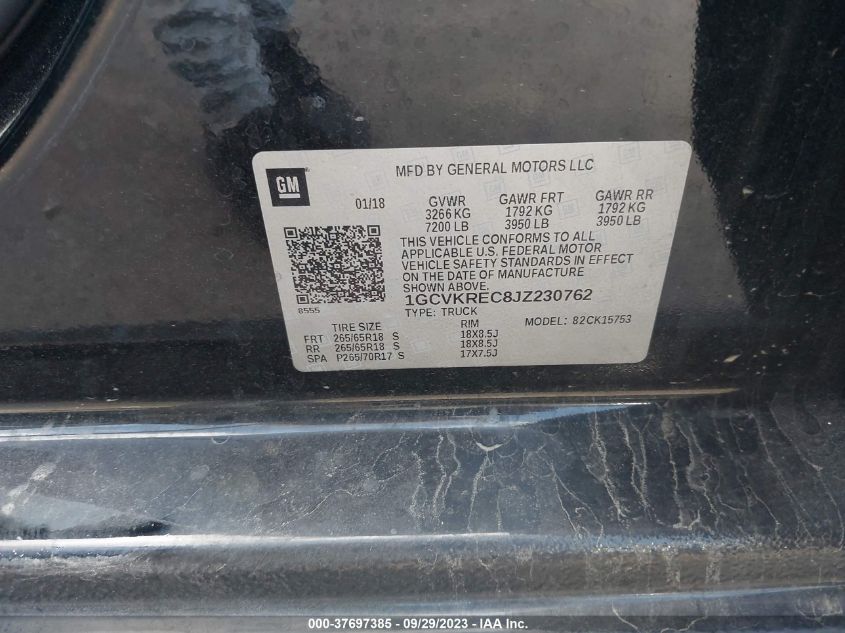 GM
MFD BY GENERAL MOTORS LLC
01/18
GVWR GAWR FRT GAWR RR
3266 KG 1792 KG 1792 KG
7200 LB 3950 LB 3950 LB
THIS VEHICLE CONFORMS TO ALL
APPLICABLE U.S. FEDERAL MOTOR
VEHICLE SAFETY STANDARDS IN EFFECT
ON THE DATE OF MANUFACTURE
SHOWN ABOVE.
8555
1GCVKREC8JZ230762
TYPE: TRUCK
MODEL: 82CK15753
TIRE SIZE RIM
FRT 265/65R18 S 18X8.5J
RR 265/65R18 S 18X8.5J
SPA P265/70R17 S 17X7.5J
000-37697385 - 09/29/2023 - IAA Inc.